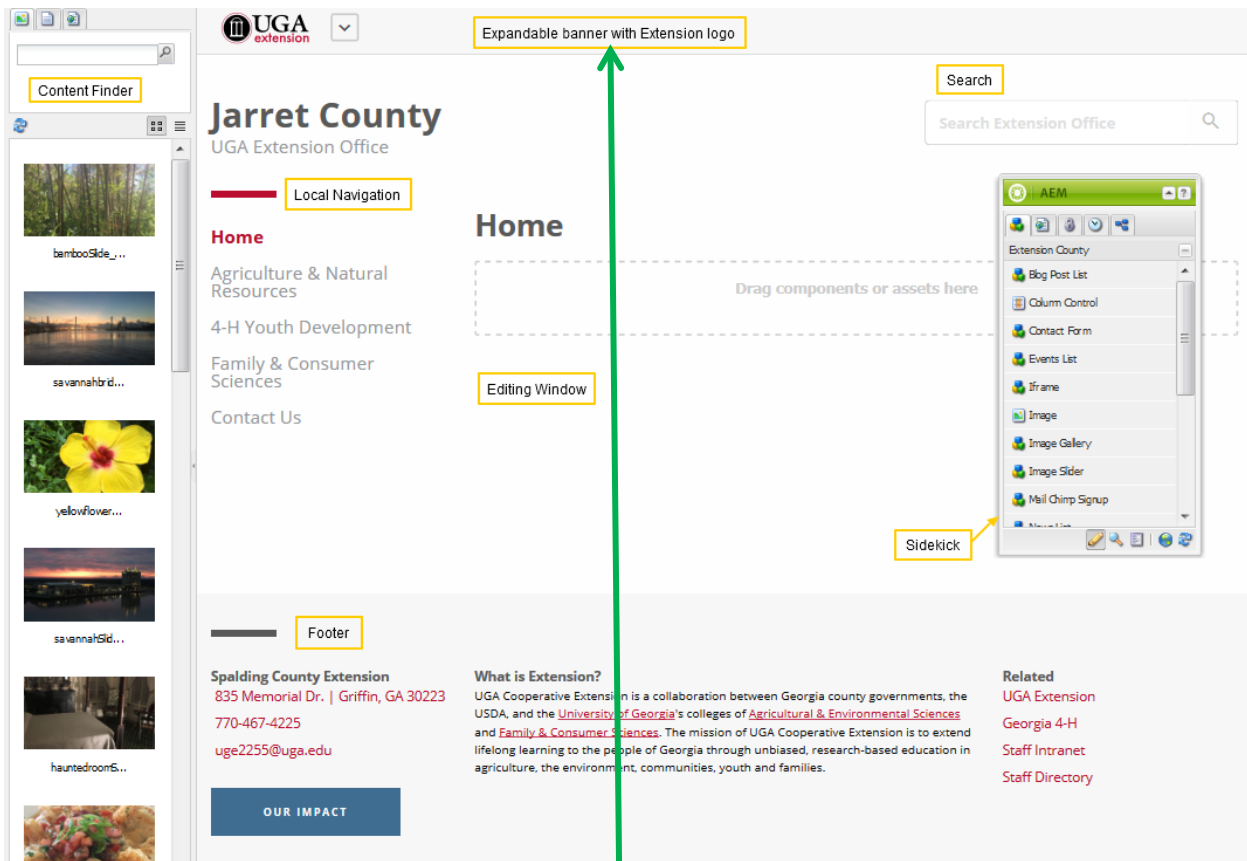 UGA
extension
Expandable banner with Extension logo
Content Finder
Search
Jarret County
UGA Extension Office
Search Extension Office
Local Navigation
AEM
Home
Home
Extension County
Agriculture & Natural
Resources
Drag components or assets here
4-H Youth Development
Family & Consumer
Sciences
Contact Us
Editing Window
Blog Post List
Column Control
Contact Form
Events List
Iframe
Image
Image Gallery
Image Slider
Mail Chimp Signup
News List
Sidekick
bambooSlide_...
savannahbrid...
yellowflower...
savannahSlid...
hauntedroomS...
Footer
Spalding County Extension
835 Memorial Dr. | Griffin, GA 30223
770-467-4225
uge2255@uga.edu
OUR IMPACT
What is Extension?
UGA Cooperative Extension is a collaboration between Georgia county governments, the
USDA, and the University of Georgia's colleges of Agricultural & Environmental Sciences
and Family & Consumer Sciences. The mission of UGA Cooperative Extension is to extend
lifelong learning to the people of Georgia through unbiased, research-based education in
agriculture, the environment, communities, youth and families.
Related
UGA Extension
Georgia 4-H
Staff Intranet
Staff Directory